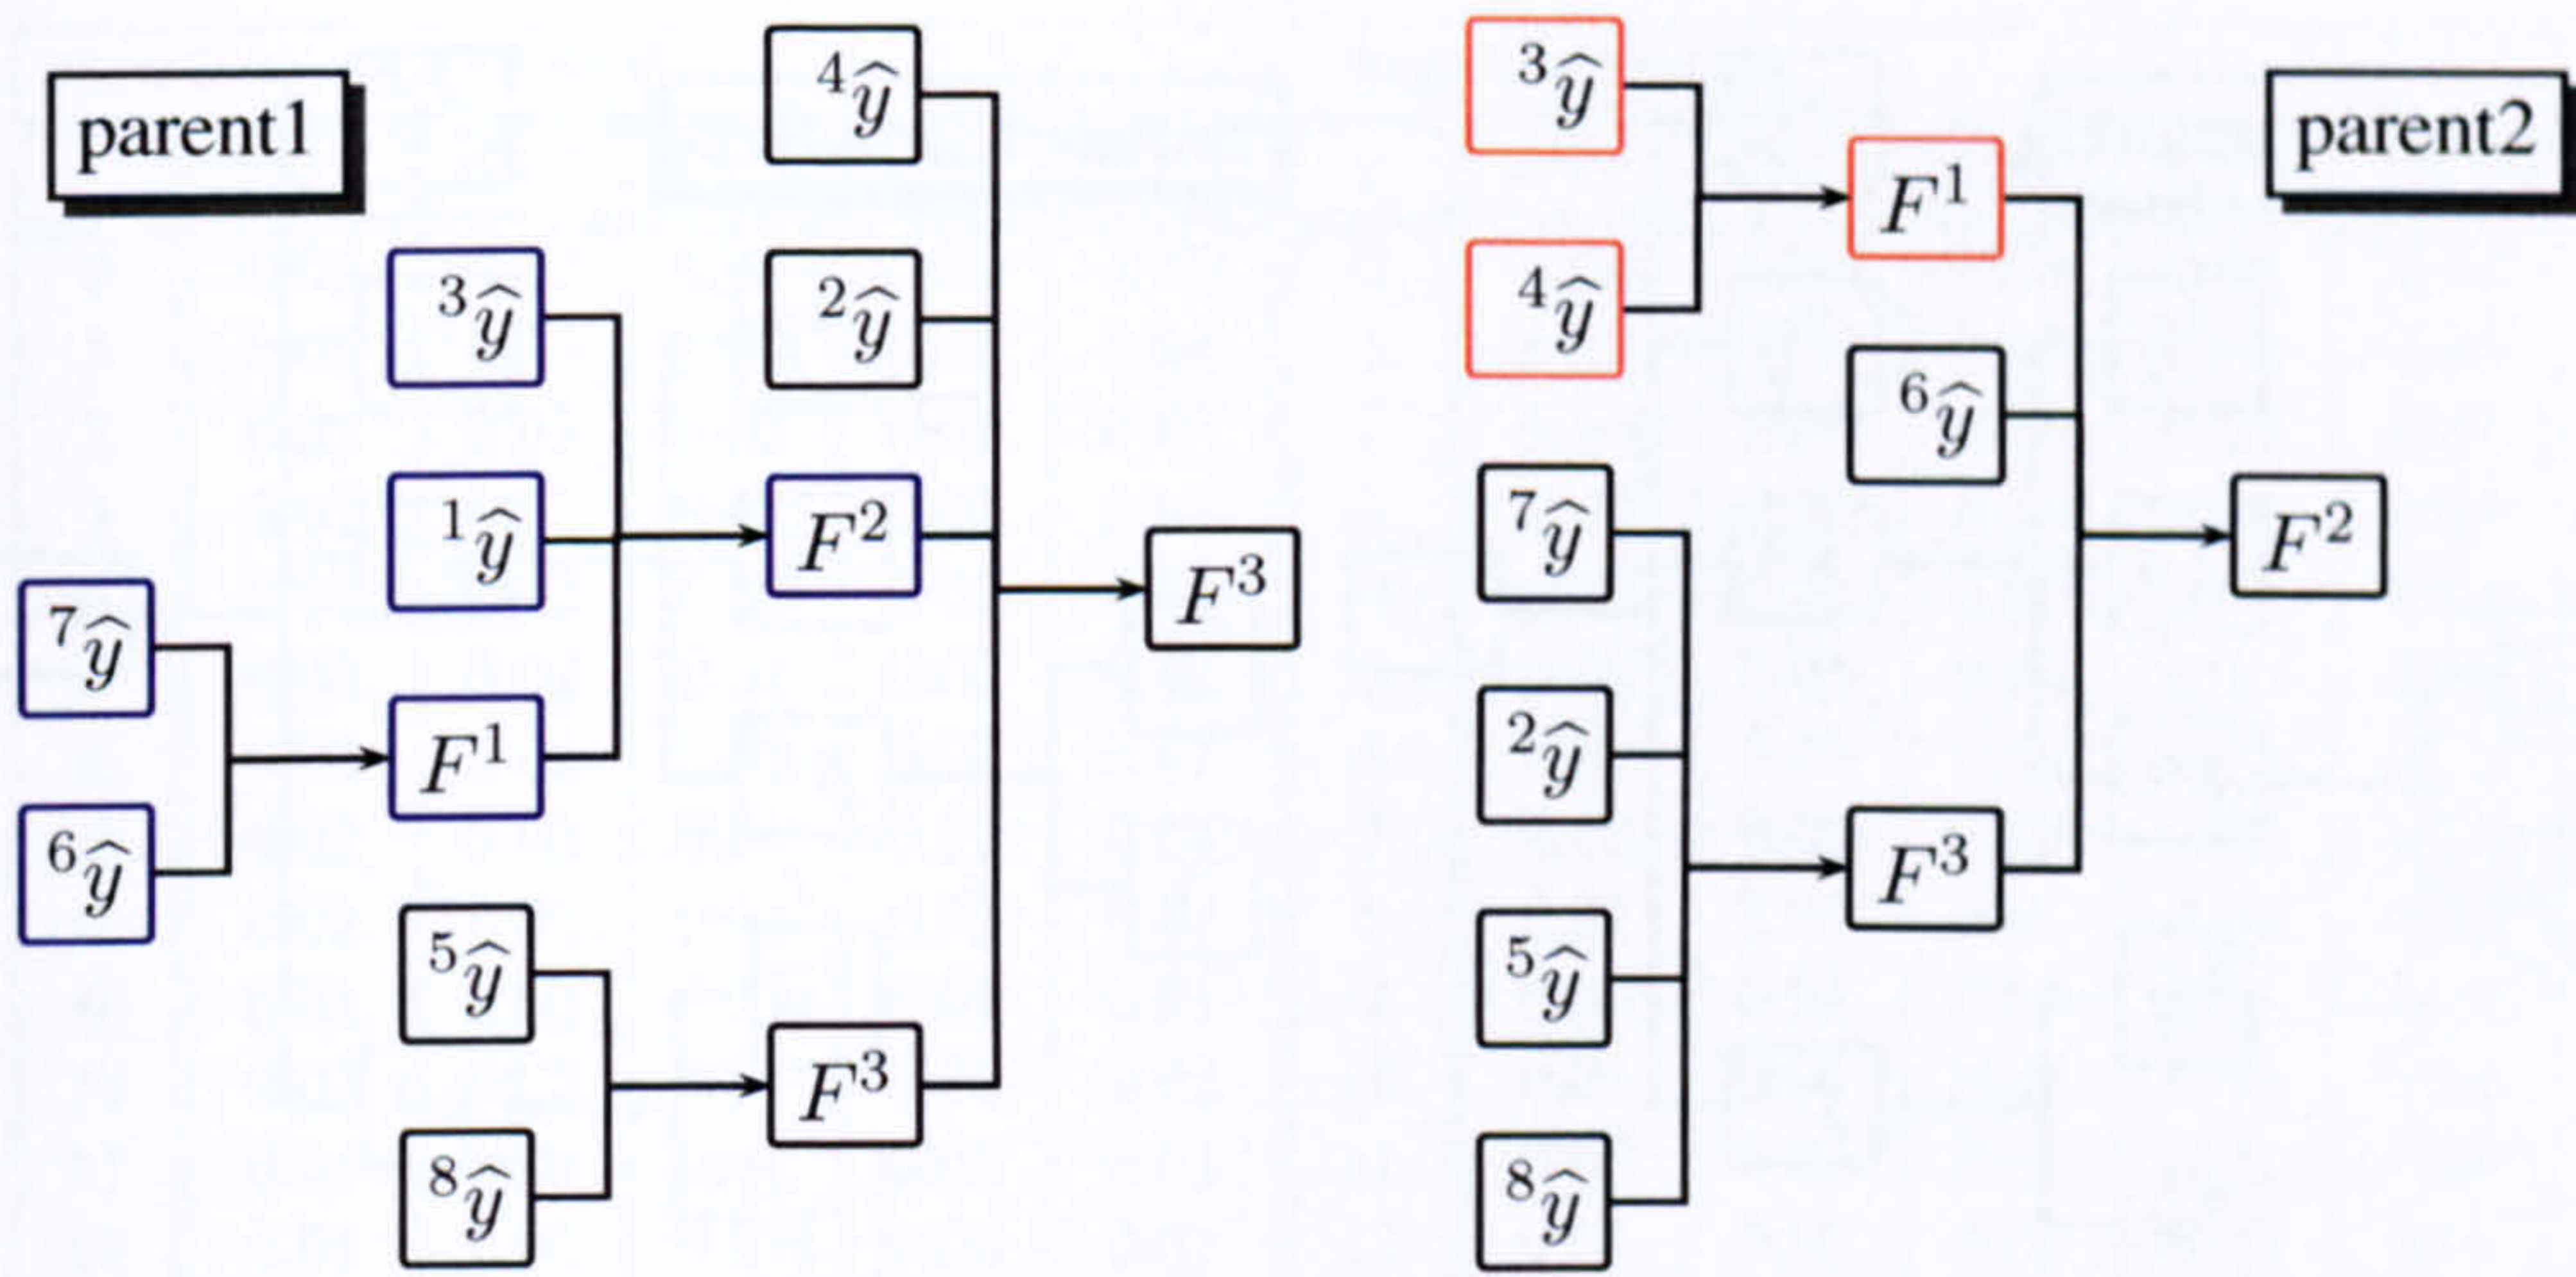 parent1
⁴ŷ
²ŷ
³ŷ
¹ŷ
F²
F³
⁷ŷ
⁶ŷ
F¹
⁵ŷ
⁸ŷ
F³
parent2
³ŷ
⁴ŷ
F¹
⁶ŷ
F²
⁷ŷ
²ŷ
⁵ŷ
⁸ŷ
F³